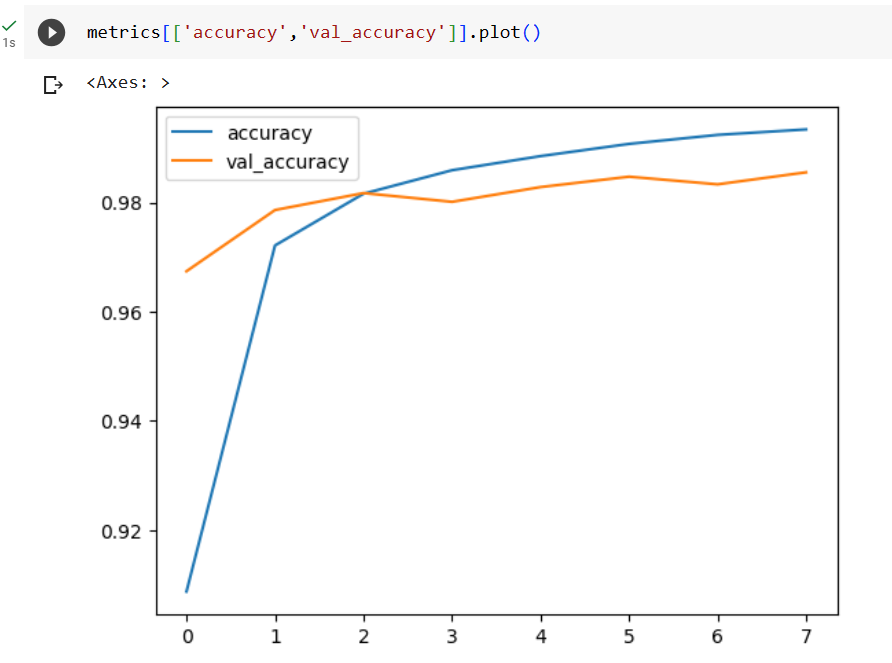 metrics[['accuracy','val_accuracy']].plot()
1s
<Axes: >
accuracy
val_accuracy
0.98
0.96
0.94
0.92
0 1 2 3 4 5 6 7